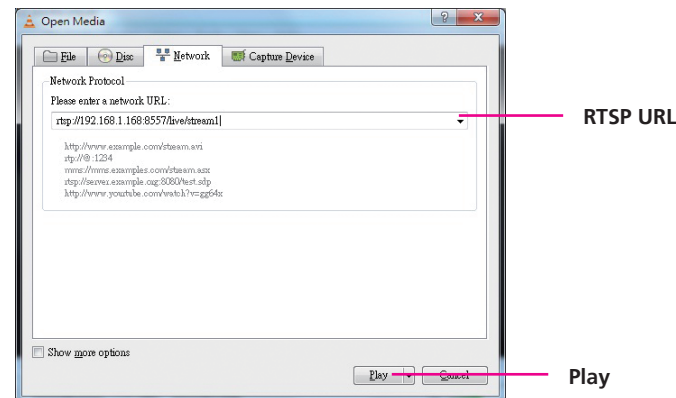 Open Media
File Disc Network Capture Device
Network Protocol
Please enter a network URL:
rtsp://192.168.1.168:8557/live/stream1
RTSP URL
http://www.example.com/stream.avi
rtp://@:1234
mms://mms.examples.com/stream.asx
rtsp://server.example.org:8080/test.sdp
http://www.yourtube.com/watch?v=gg64x
Show more options
Play Cancel
Play